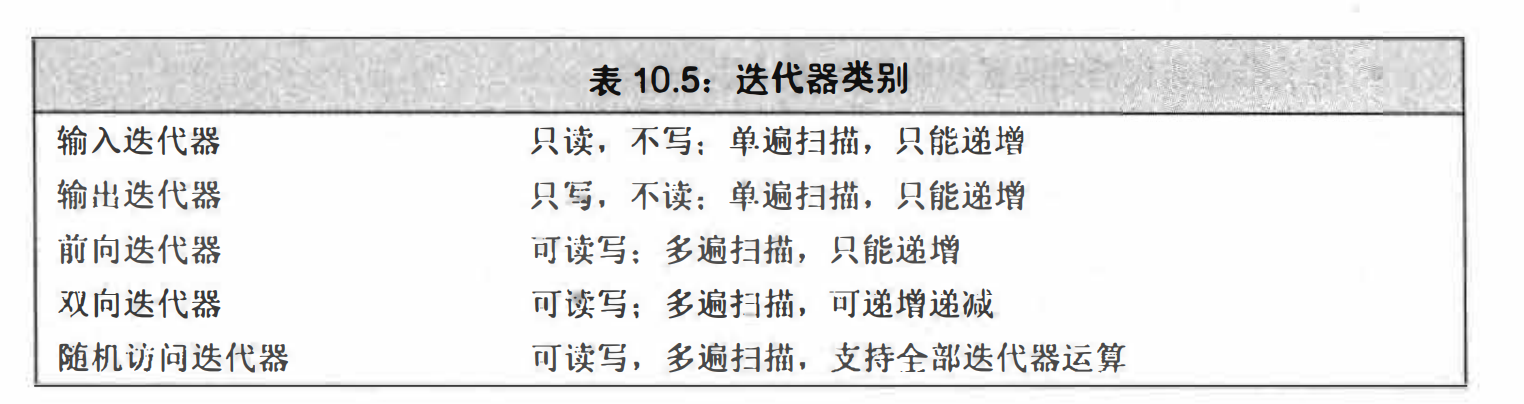 表 10.5：迭代器类别
输入迭代器 只读，不写；单遍扫描，只能递增
输出迭代器 只写，不读；单遍扫描，只能递增
前向迭代器 可读写；多遍扫描，只能递增
双向迭代器 可读写；多遍扫描，可递增递减
随机访问迭代器 可读写，多遍扫描，支持全部迭代器运算